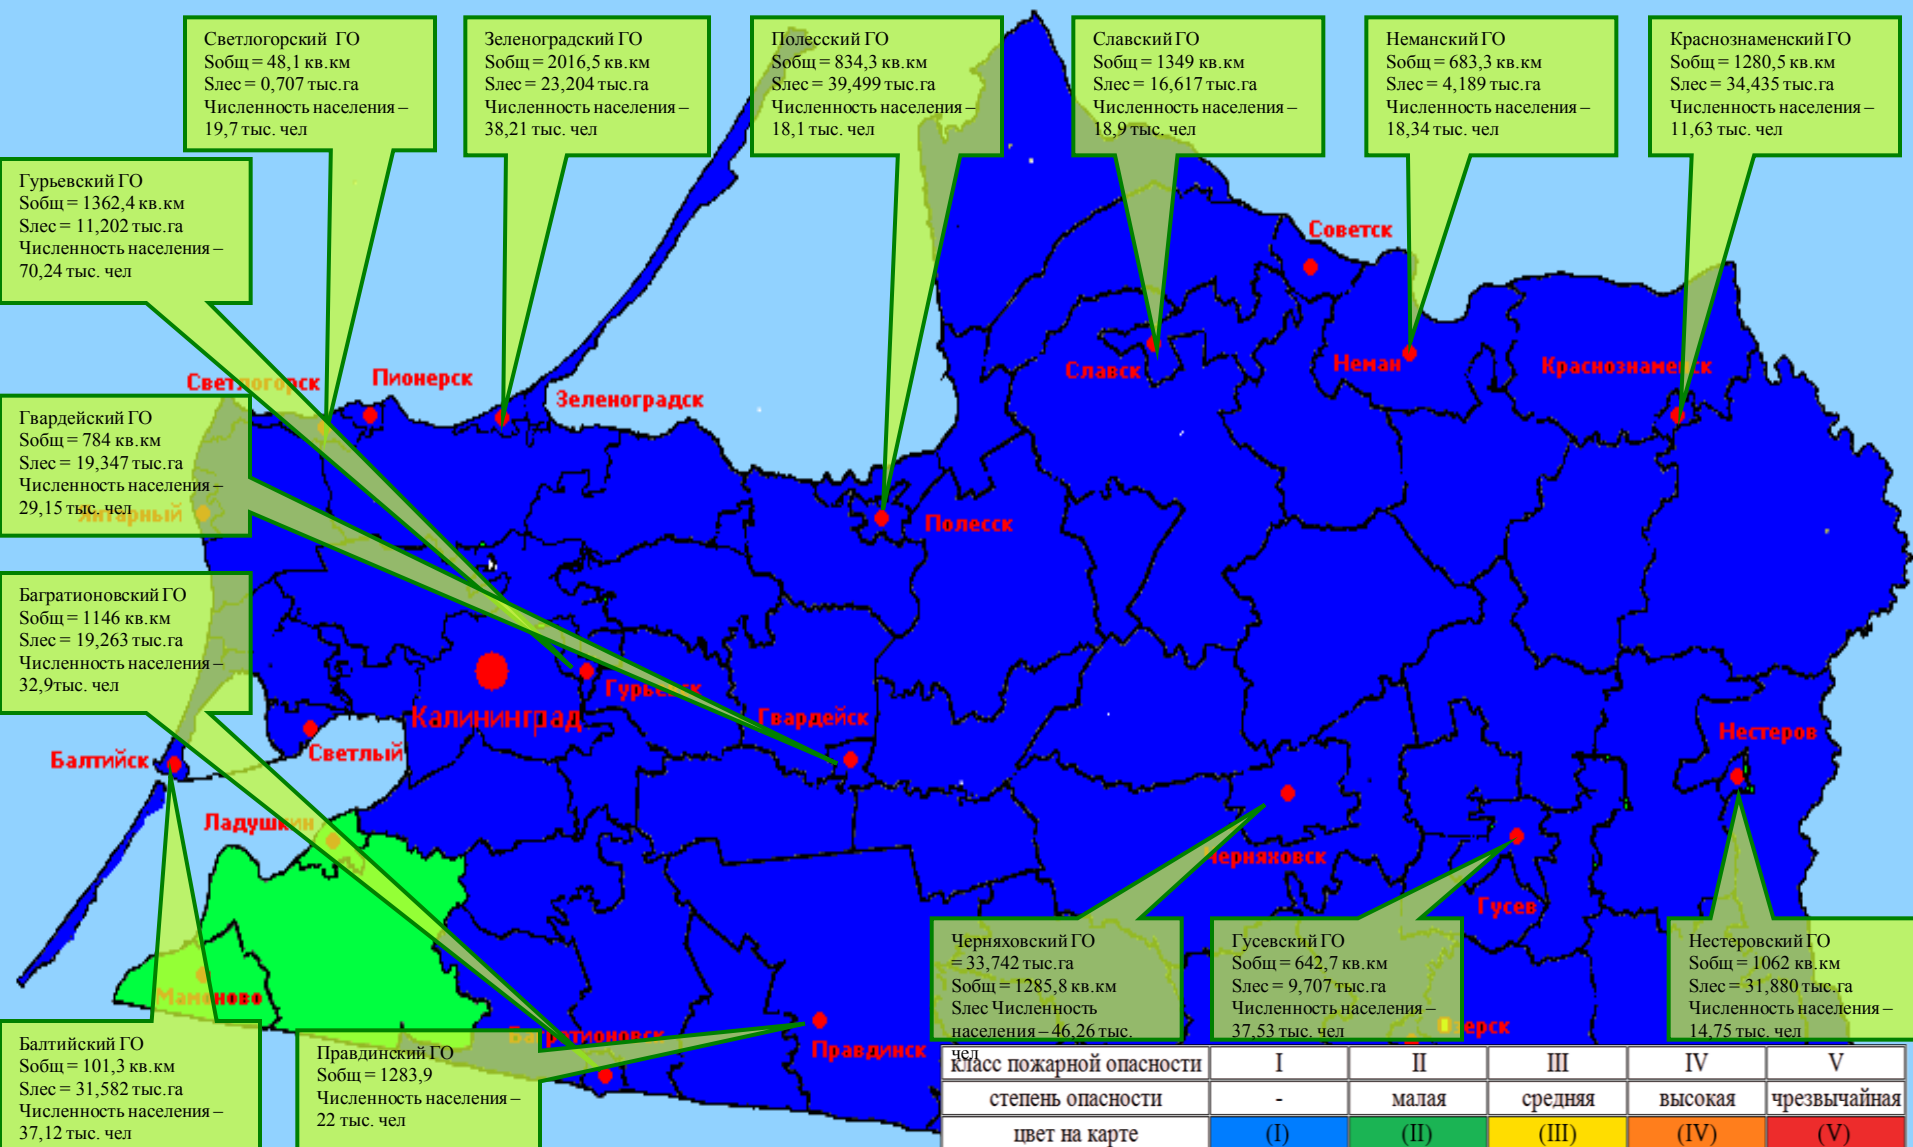 Светлогорский ГО
Sобщ = 48,1 кв.км
Sлес = 0,707 тыс.га
Численность населения –
19,7 тыс. чел
Зеленоградский ГО
Sобщ = 2016,5 кв.км
Sлес = 23,204 тыс.га
Численность населения –
38,21 тыс. чел
Полесский ГО
Sобщ = 834,3 кв.км
Sлес = 39,499 тыс.га
Численность населения –
18,1 тыс. чел
Славский ГО
Sобщ = 1349 кв.км
Sлес = 16,617 тыс.га
Численность населения –
18,9 тыс. чел
Неманский ГО
Sобщ = 683,3 кв.км
Sлес = 4,189 тыс.га
Численность населения –
18,34 тыс. чел
Краснознаменский ГО
Sобщ = 1280,5 кв.км
Sлес = 34,435 тыс.га
Численность населения –
11,63 тыс. чел
Гурьевский ГО
Sобщ = 1362,4 кв.км
Sлес = 11,202 тыс.га
Численность населения –
70,24 тыс. чел
Советск
Светлогорск
Пионерск
Зеленоградск
Славск
Неман
Краснознаменск
Гвардейский ГО
Sобщ = 784 кв.км
Sлес = 19,347 тыс.га
Численность населения –
29,15 тыс. чел
Янтарный
Полесск
Багратионовский ГО
Sобщ = 1146 кв.км
Sлес = 19,263 тыс.га
Численность населения –
32,9тыс. чел
Гурьевск
Калининград
Гвардейск
Нестеров
Балтийск
Светлый
Ладушкин
Черняховск
Гусев
Мамоново
Черняховский ГО
= 33,742 тыс.га
Sобщ = 1285,8 кв.км
Sлес Численность
населения – 46,26 тыс.
чел
Гусевский ГО
Sобщ = 642,7 кв.км
Sлес = 9,707 тыс.га
Численность населения –
37,53 тыс. чел
Нестеровский ГО
Sобщ = 1062 кв.км
Sлес = 31,880 тыс.га
Численность населения –
14,75 тыс. чел
Балтийский ГО
Sобщ = 101,3 кв.км
Sлес = 31,582 тыс.га
Численность населения –
37,12 тыс. чел
Правдинский ГО
Sобщ = 1283,9
Численность населения –
22 тыс. чел
Багратионовск
Правдинск
класс пожарной опасности I II III IV V
степень опасности - малая средняя высокая чрезвычайная
цвет на карте (I) (II) (III) (IV) (V)